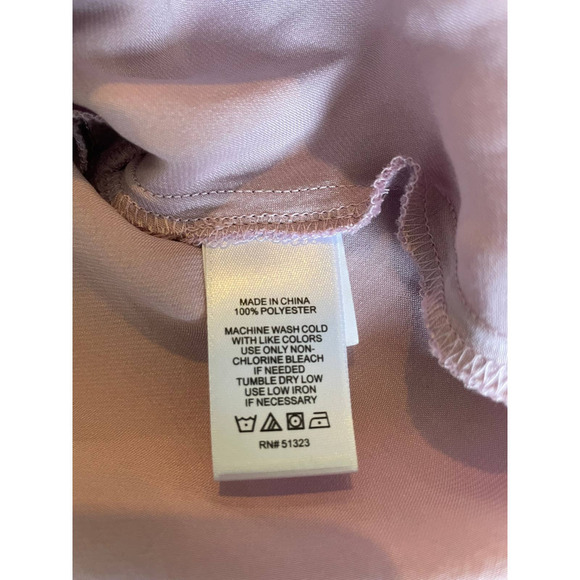 MADE IN CHINA
100% POLYESTER
MACHINE WASH COLD
WITH LIKE COLORS
USE ONLY NON-
CHLORINE BLEACH
IF NEEDED
TUMBLE DRY LOW
USE LOW IRON
IF NECESSARY
RN# 51323